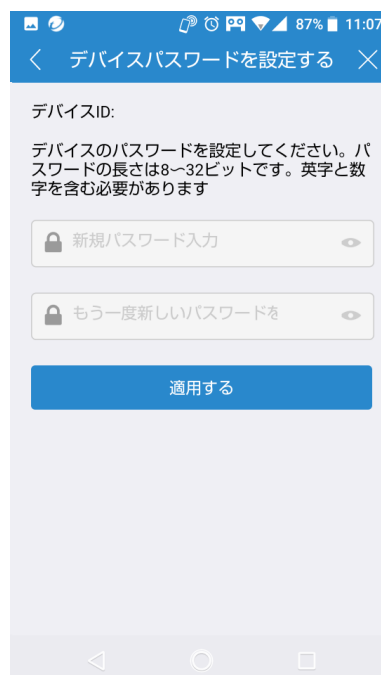 87% 11:07
デバイスパスワードを設定する
デバイスID:
デバイスのパスワードを設定してください。パ
スワードの長さは8〜32ビットです。英字と数
字を含む必要があります
新規パスワード入力
もう一度新しいパスワードを
適用する